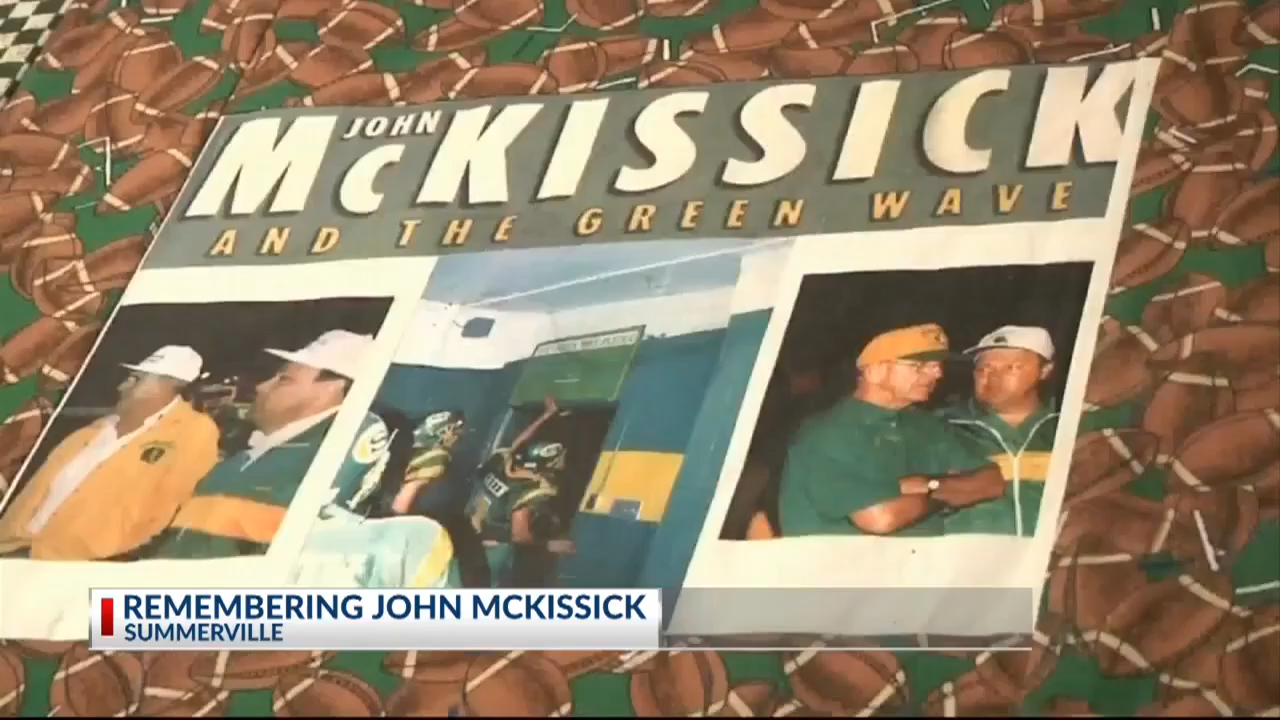 JOHN
McKISSICK
AND THE GREEN WAVE
REMEMBERING JOHN MCKISSICK
SUMMERVILLE